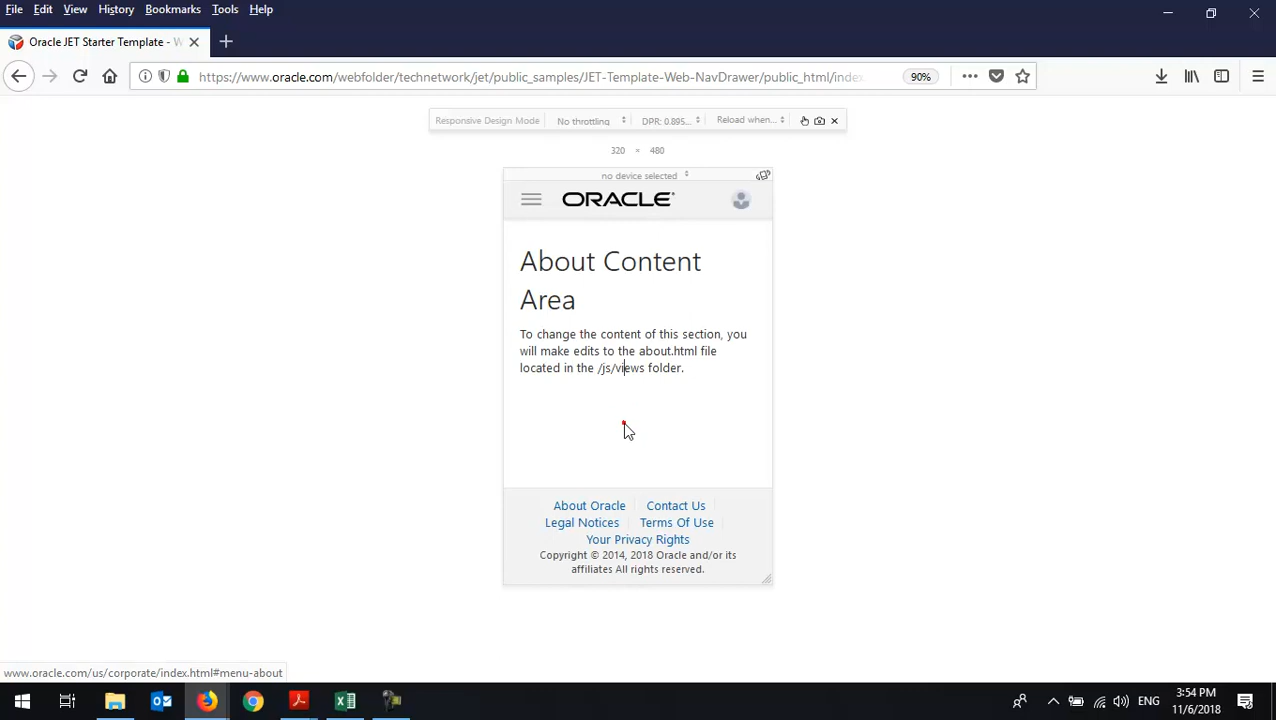 File Edit View History Bookmarks Tools Help
Oracle JET Starter Template - W
https://www.oracle.com/webfolder/technetwork/jet/public_samples/JET-Template-Web-NavDrawer/public_html/index.
90%
Responsive Design Mode No throttling DPR: 0.895... Reload when...
320 × 480
no device selected
ORACLE
About Content
Area
To change the content of this section, you
will make edits to the about.html file
located in the /js/views folder.
About Oracle Contact Us
Legal Notices Terms Of Use
Your Privacy Rights
Copyright © 2014, 2018 Oracle and/or its
affiliates All rights reserved.
www.oracle.com/us/corporate/index.html#menu-about
ENG
3:54 PM
11/6/2018